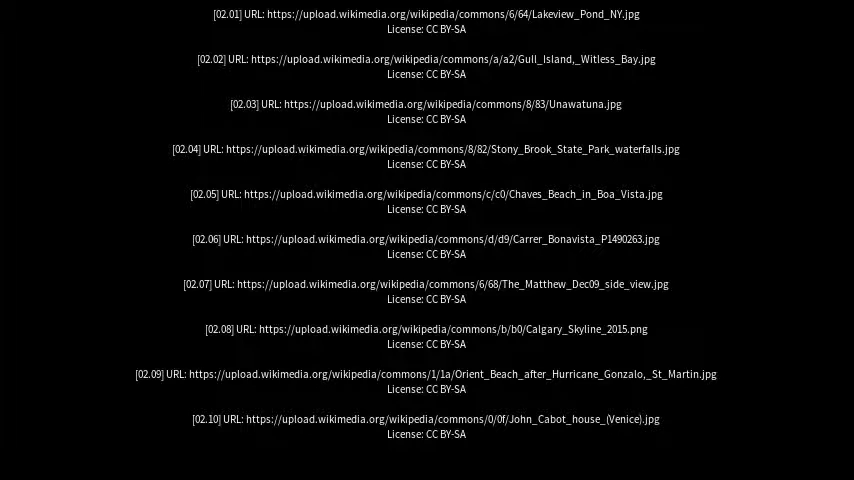 [02.01] URL: https://upload.wikimedia.org/wikipedia/commons/6/64/Lakeview_Pond_NY.jpg
License: CC BY-SA
[02.02] URL: https://upload.wikimedia.org/wikipedia/commons/a/a2/Gull_Island,_Witless_Bay.jpg
License: CC BY-SA
[02.03] URL: https://upload.wikimedia.org/wikipedia/commons/8/83/Unawatuna.jpg
License: CC BY-SA
[02.04] URL: https://upload.wikimedia.org/wikipedia/commons/8/82/Stony_Brook_State_Park_waterfalls.jpg
License: CC BY-SA
[02.05] URL: https://upload.wikimedia.org/wikipedia/commons/c/c0/Chaves_Beach_in_Boa_Vista.jpg
License: CC BY-SA
[02.06] URL: https://upload.wikimedia.org/wikipedia/commons/d/d9/Carrer_Bonavista_P1490263.jpg
License: CC BY-SA
[02.07] URL: https://upload.wikimedia.org/wikipedia/commons/6/68/The_Matthew_Dec09_side_view.jpg
License: CC BY-SA
[02.08] URL: https://upload.wikimedia.org/wikipedia/commons/b/b0/Calgary_Skyline_2015.png
License: CC BY-SA
[02.09] URL: https://upload.wikimedia.org/wikipedia/commons/1/1a/Orient_Beach_after_Hurricane_Gonzalo,_St_Martin.jpg
License: CC BY-SA
[02.10] URL: https://upload.wikimedia.org/wikipedia/commons/0/0f/John_Cabot_house_(Venice).jpg
License: CC BY-SA